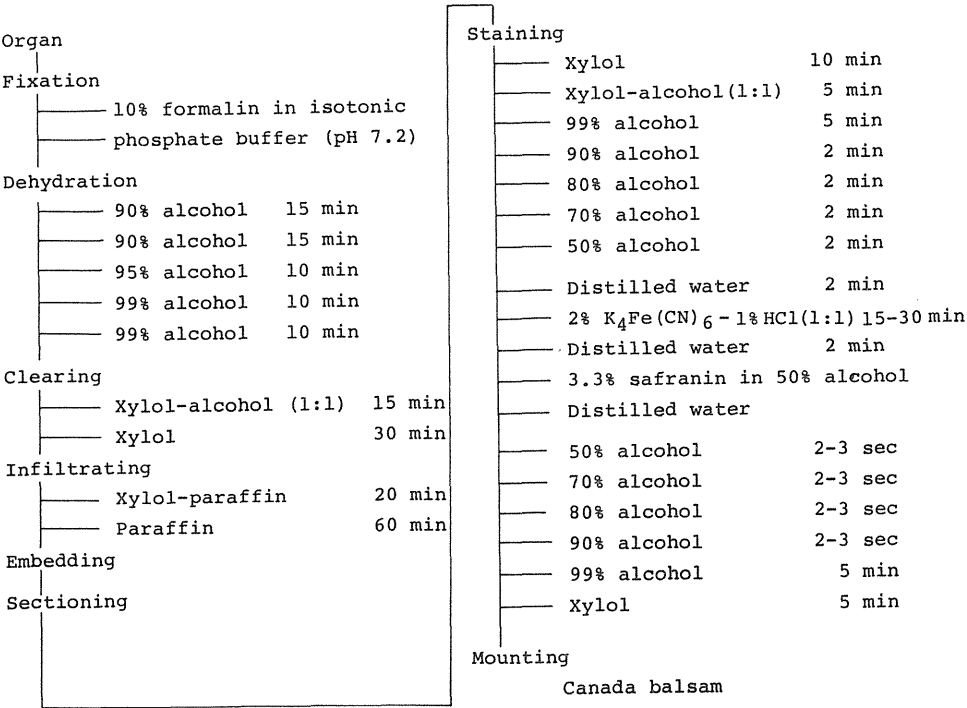 Organ
Fixation
10% formalin in isotonic
phosphate buffer (pH 7.2)
Dehydration
90% alcohol 15 min
90% alcohol 15 min
95% alcohol 10 min
99% alcohol 10 min
99% alcohol 10 min
Clearing
Xylol-alcohol (1:1) 15 min
Xylol 30 min
Infiltrating
Xylol-paraffin 20 min
Paraffin 60 min
Embedding
Sectioning
Staining
Xylol 10 min
Xylol-alcohol(1:1) 5 min
99% alcohol 5 min
90% alcohol 2 min
80% alcohol 2 min
70% alcohol 2 min
50% alcohol 2 min
Distilled water 2 min
2% K4Fe(CN)6 - 1% HCl(1:1) 15-30 min
Distilled water 2 min
3.3% safranin in 50% alcohol
Distilled water
50% alcohol 2-3 sec
70% alcohol 2-3 sec
80% alcohol 2-3 sec
90% alcohol 2-3 sec
99% alcohol 5 min
Xylol 5 min
Mounting
Canada balsam